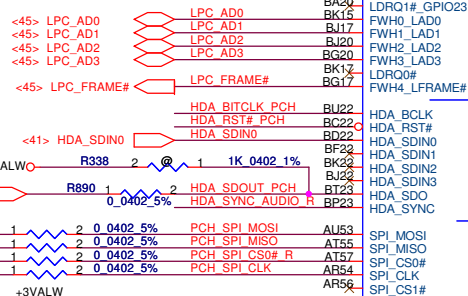 BA20 LDRQ1#_GPIO23
<45> LPC_AD0 LPC_AD0 BK15 FWH0_LAD0
<45> LPC_AD1 LPC_AD1 BJ17 FWH1_LAD1
<45> LPC_AD2 LPC_AD2 BJ20 FWH2_LAD2
<45> LPC_AD3 LPC_AD3 BG20 FWH3_LAD3
BK17 LDRQ0#
<45> LPC_FRAME# LPC_FRAME# BG17 FWH4_LFRAME#
HDA_BITCLK_PCH BU22 HDA_BCLK
HDA_RST#_PCH BC22 HDA_RST#
<41> HDA_SDIN0 HDA_SDIN0 BD22 HDA_SDIN0
BF22 HDA_SDIN1
ALW R338 2 @ 1 1K_0402_1% BK22 HDA_SDIN2
BJ22 HDA_SDIN3
R890 1 2 HDA_SDOUT_PCH BT23 HDA_SDO
0_0402_5% HDA_SYNC_AUDIO_R BP23 HDA_SYNC
1 2 0_0402_5% PCH_SPI_MOSI AU53 SPI_MOSI
1 2 0_0402_5% PCH_SPI_MISO AT55 SPI_MISO
1 2 0_0402_5% PCH_SPI_CS0#_R AT57 SPI_CS0#
1 2 0_0402_5% PCH_SPI_CLK AR54 SPI_CLK
+3VALW AR56 SPI_CS1#